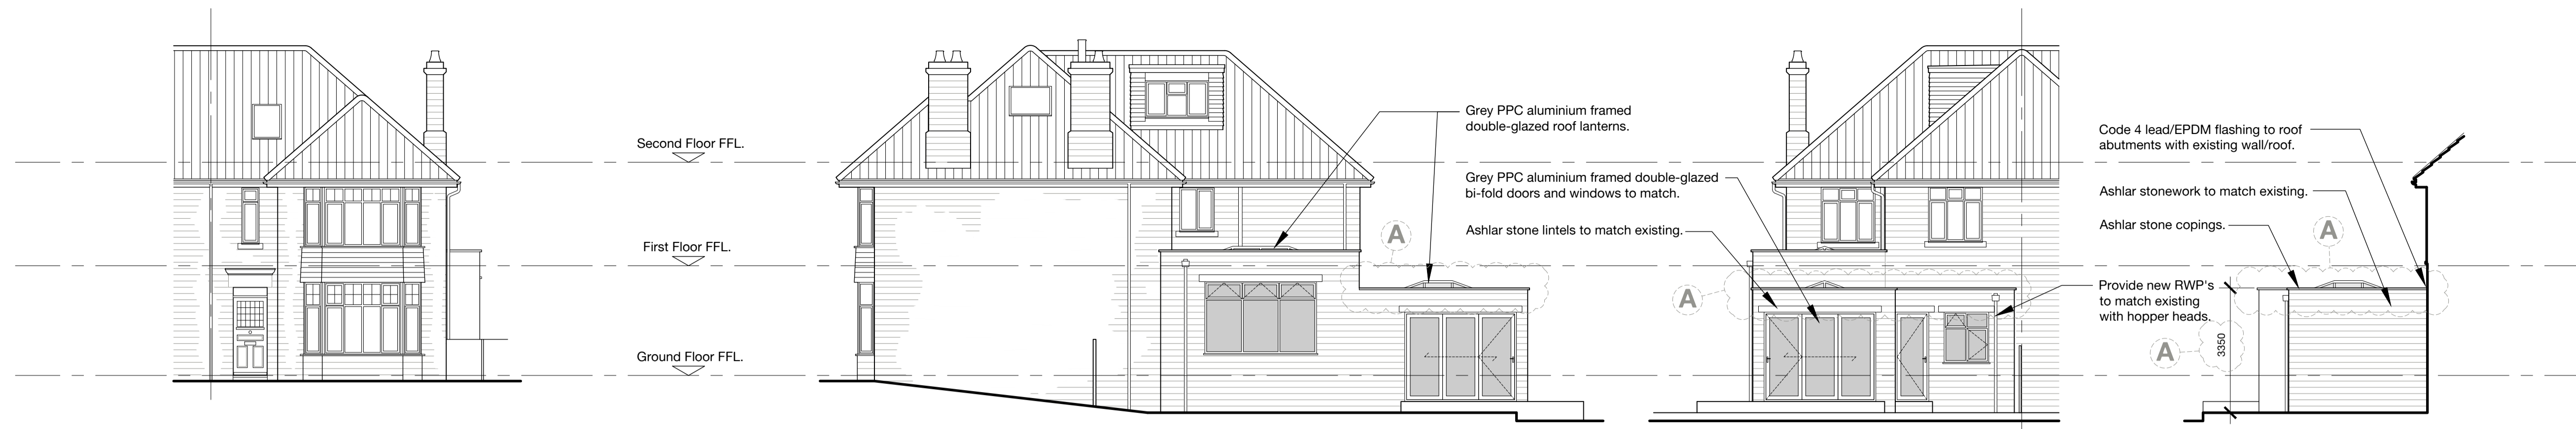 Second Floor FFL.
First Floor FFL.
Ground Floor FFL.
Grey PPC aluminium framed
double-glazed roof lanterns.
Grey PPC aluminium framed double-glazed
bi-fold doors and windows to match.
Ashlar stone lintels to match existing.
A
A
Code 4 lead/EPDM flashing to roof
abutments with existing wall/roof.
Ashlar stonework to match existing.
Ashlar stone copings.
A
Provide new RWP's
to match existing
with hopper heads.
A
3350